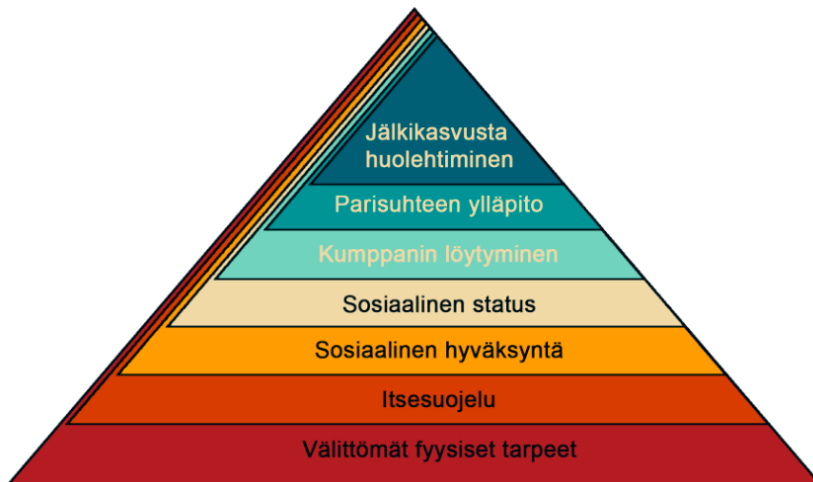 Jälkikasvusta
huolehtiminen
Parisuhteen ylläpito
Kumppanin löytyminen
Sosiaalinen status
Sosiaalinen hyväksyntä
Itsesuojelu
Välittömät fyysiset tarpeet